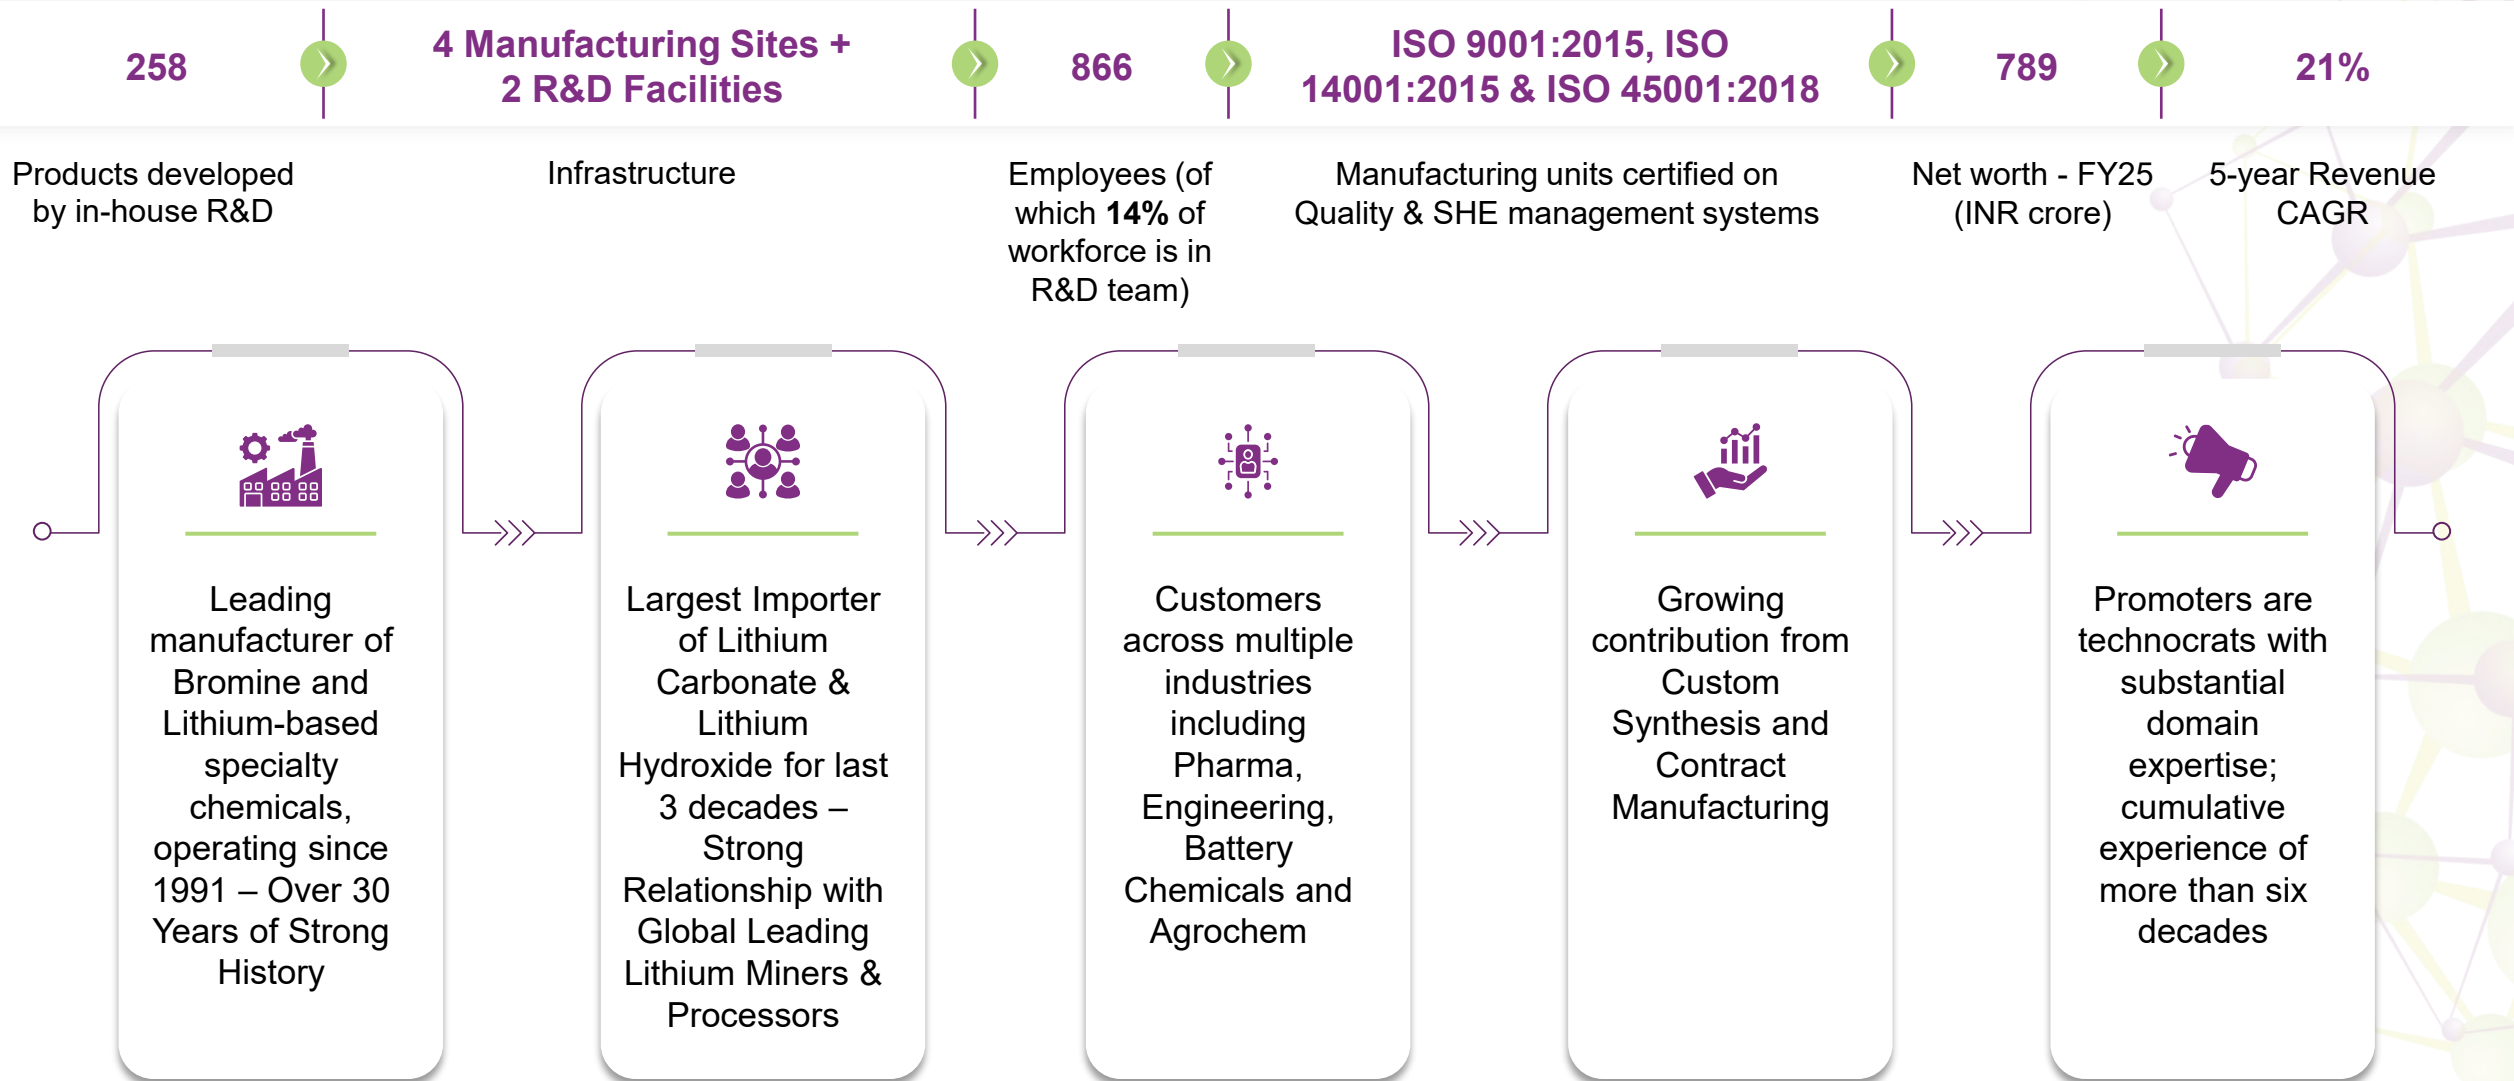 258
4 Manufacturing Sites +
2 R&D Facilities
866
ISO 9001:2015, ISO
14001:2015 & ISO 45001:2018
789
21%
Products developed
by in-house R&D
Infrastructure
Employees (of
which 14% of
workforce is in
R&D team)
Manufacturing units certified on
Quality & SHE management systems
Net worth - FY25
(INR crore)
5-year Revenue
CAGR
Leading
manufacturer of
Bromine and
Lithium-based
specialty
chemicals,
operating since
1991 – Over 30
Years of Strong
History
Largest Importer
of Lithium
Carbonate &
Lithium
Hydroxide for last
3 decades –
Strong
Relationship with
Global Leading
Lithium Miners &
Processors
Customers
across multiple
industries
including
Pharma,
Engineering,
Battery
Chemicals and
Agrochem
Growing
contribution from
Custom
Synthesis and
Contract
Manufacturing
Promoters are
technocrats with
substantial
domain
expertise;
cumulative
experience of
more than six
decades